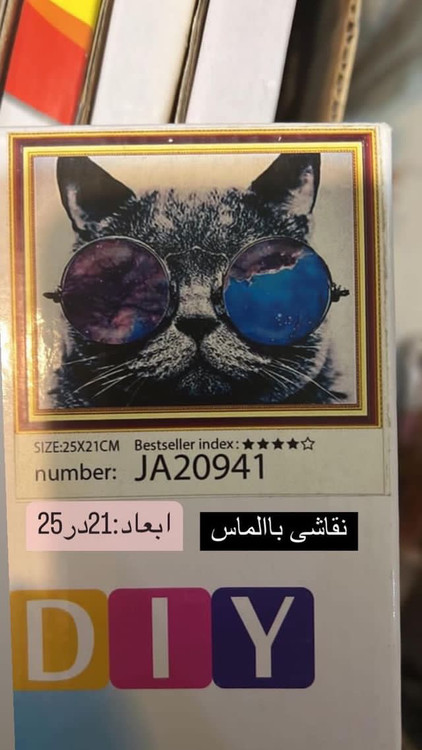 SIZE:25X21CM Bestseller index:★★★★☆
number: JA20941
ابعاد:21در25
نقاشی باالماس
DIY